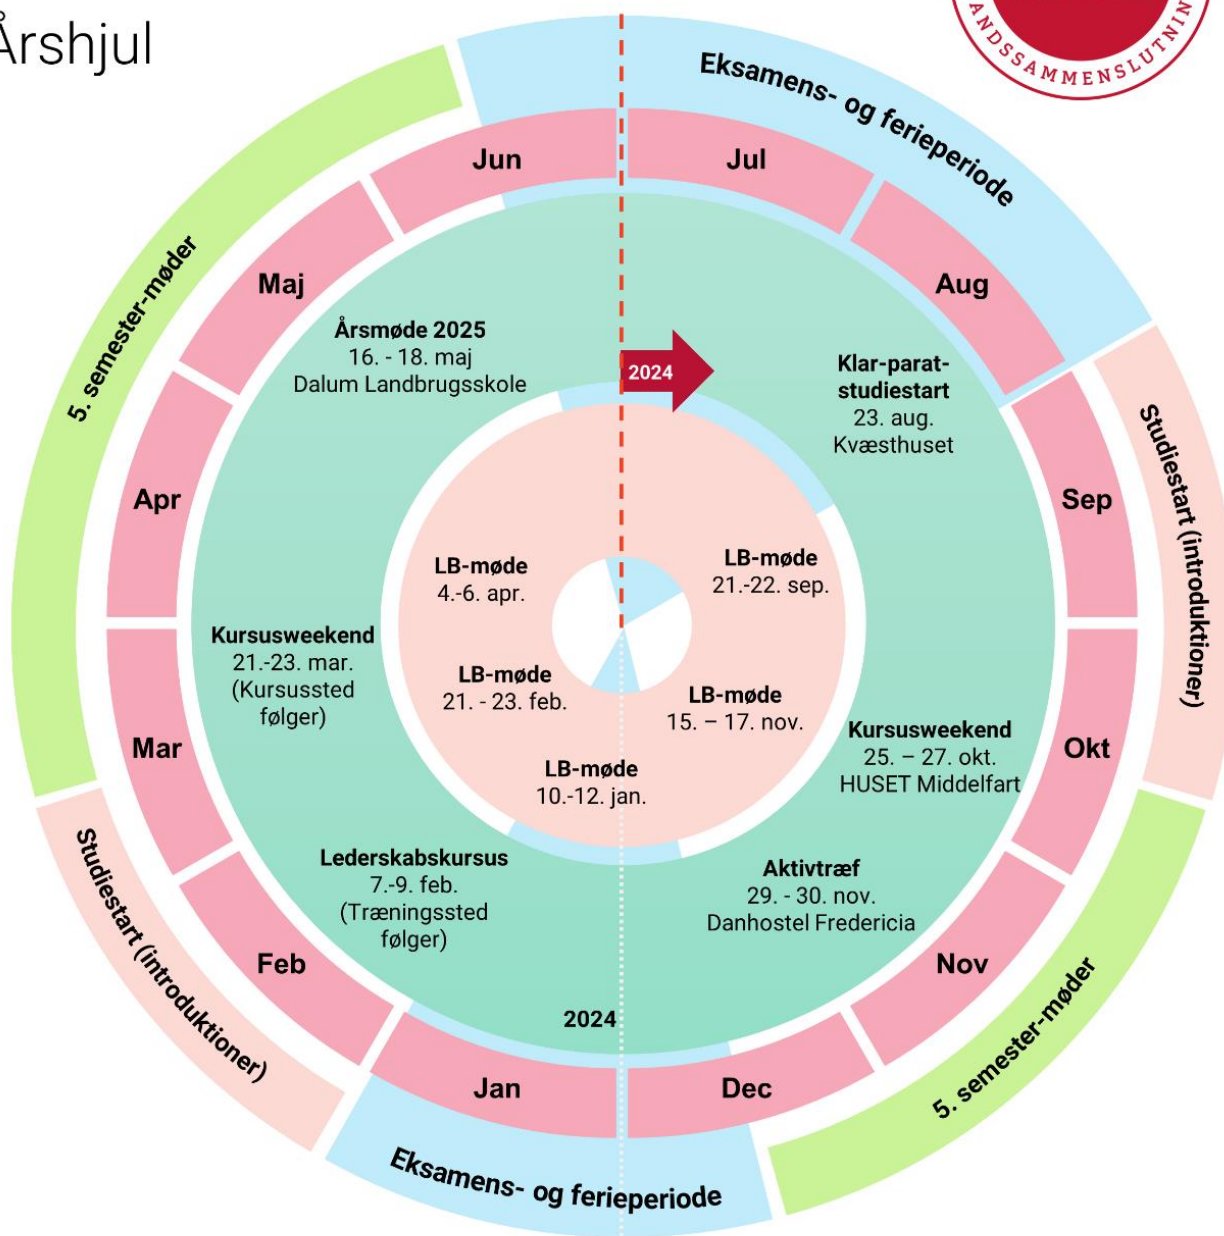 Årshjul
ANDSSAMMENSLUTNIN
Eksamens- og ferieperiode
Jun
Jul
Maj
Aug
5. semester-møder
Årsmøde 2025
16. - 18. maj
Dalum Landbrugsskole
2024
Klar-parat-
studiestart
23. aug.
Kvæsthuset
Studiestart (introduktioner)
Apr
Sep
LB-møde
4.-6. apr.
LB-møde
21.-22. sep.
Kursusweekend
21.-23. mar.
(Kursussted
følger)
LB-møde
21. - 23. feb.
LB-møde
15. – 17. nov.
Mar
Okt
Kursusweekend
25. – 27. okt.
HUSET Middelfart
LB-møde
10.-12. jan.
Studiestart (introduktioner)
Lederskabskursus
7.-9. feb.
(Træningssted
følger)
Aktivtræf
29. - 30. nov.
Danhostel Fredericia
Feb
Nov
5. semester-møder
2024
Jan
Dec
Eksamens- og ferieperiode